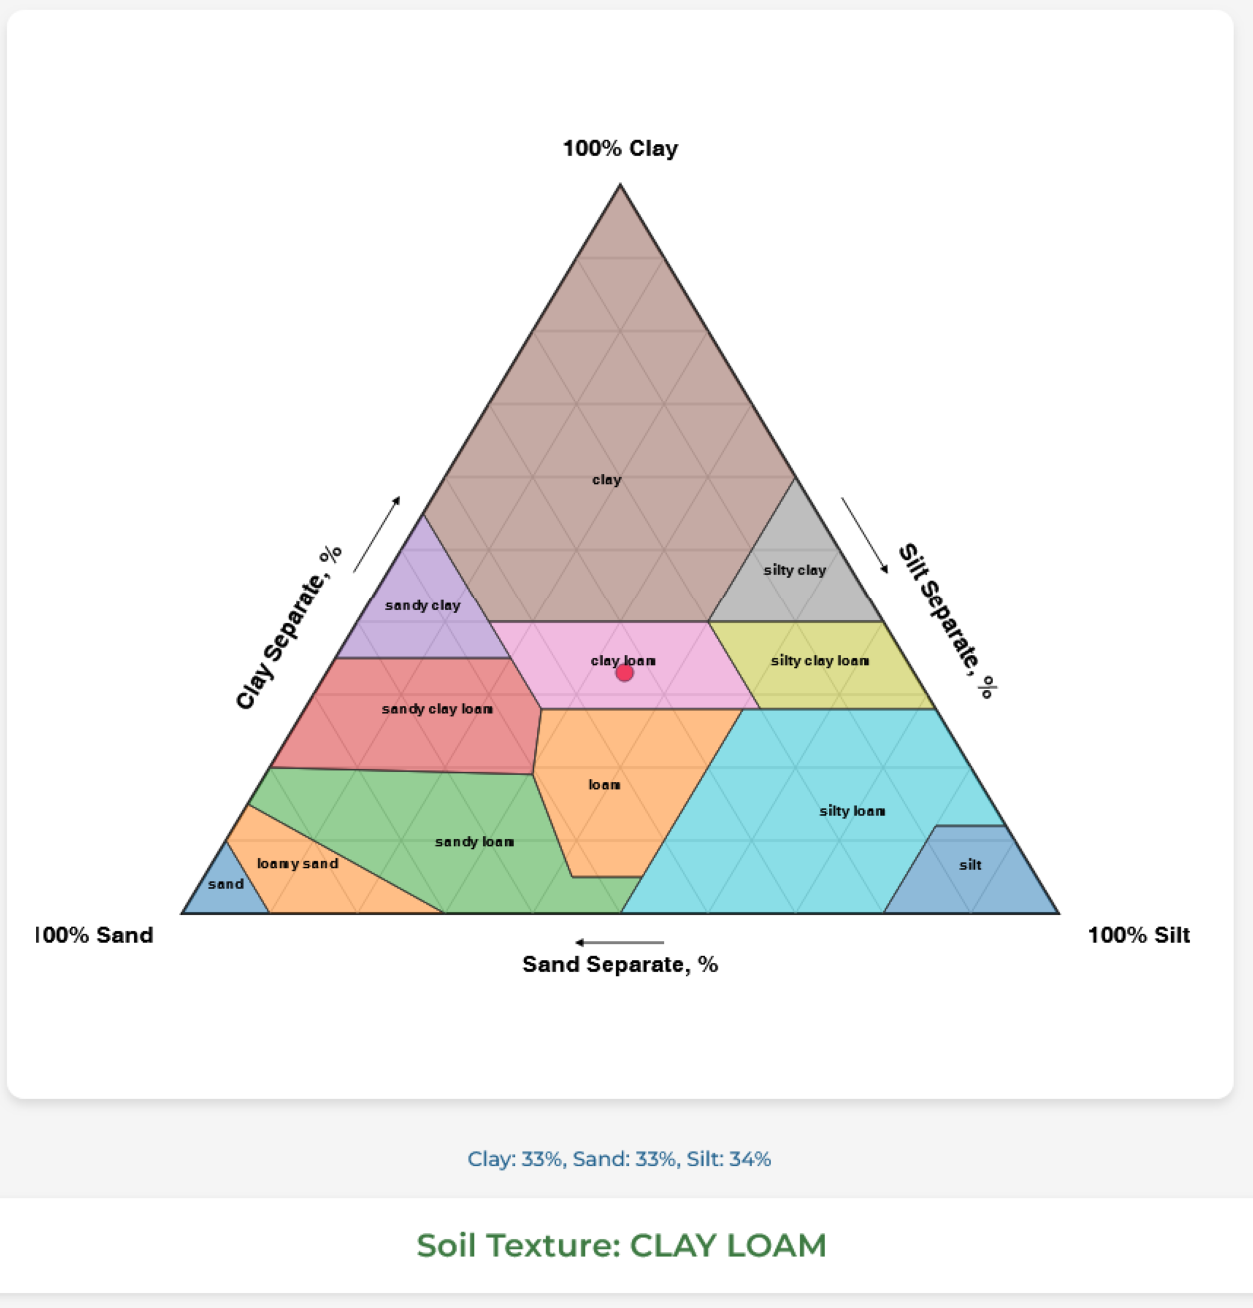 100% Clay
clay
Clay Separate, %
Silt Separate, %
silty clay
sandy clay
clay loam
silty clay loam
sandy clay loam
loam
silty loam
sandy loam
loamy sand
silt
sand
100% Sand
100% Silt
Sand Separate, %
Clay: 33%, Sand: 33%, Silt: 34%
Soil Texture: CLAY LOAM